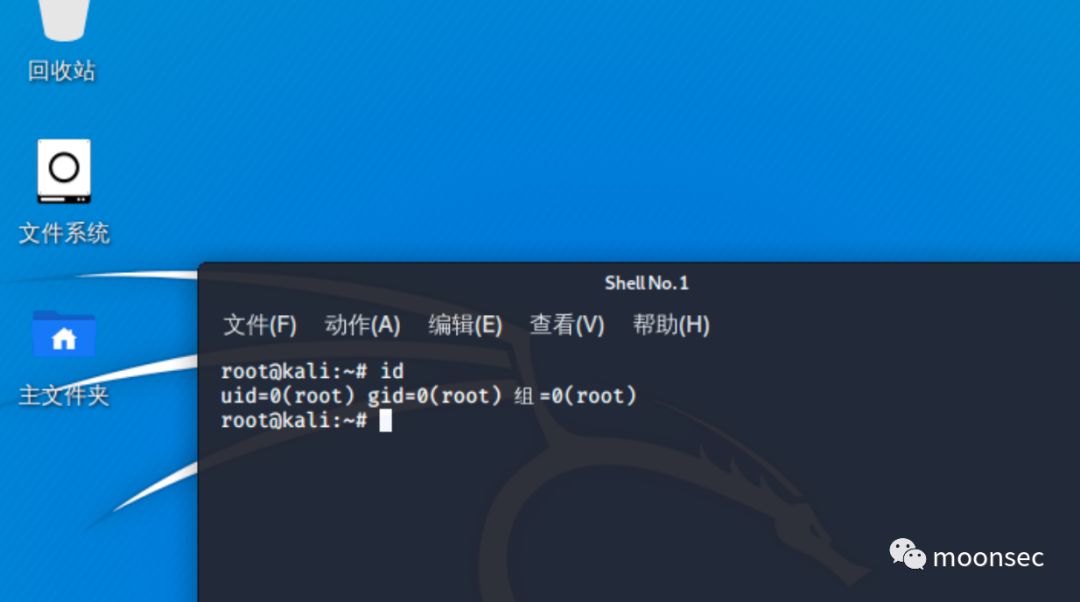 回收站
文件系统
主文件夹
Shell No.1
文件(F) 动作(A) 编辑(E) 查看(V) 帮助(H)
root@kali:~# id
uid=0(root) gid=0(root) 组=0(root)
root@kali:~#
moonsec